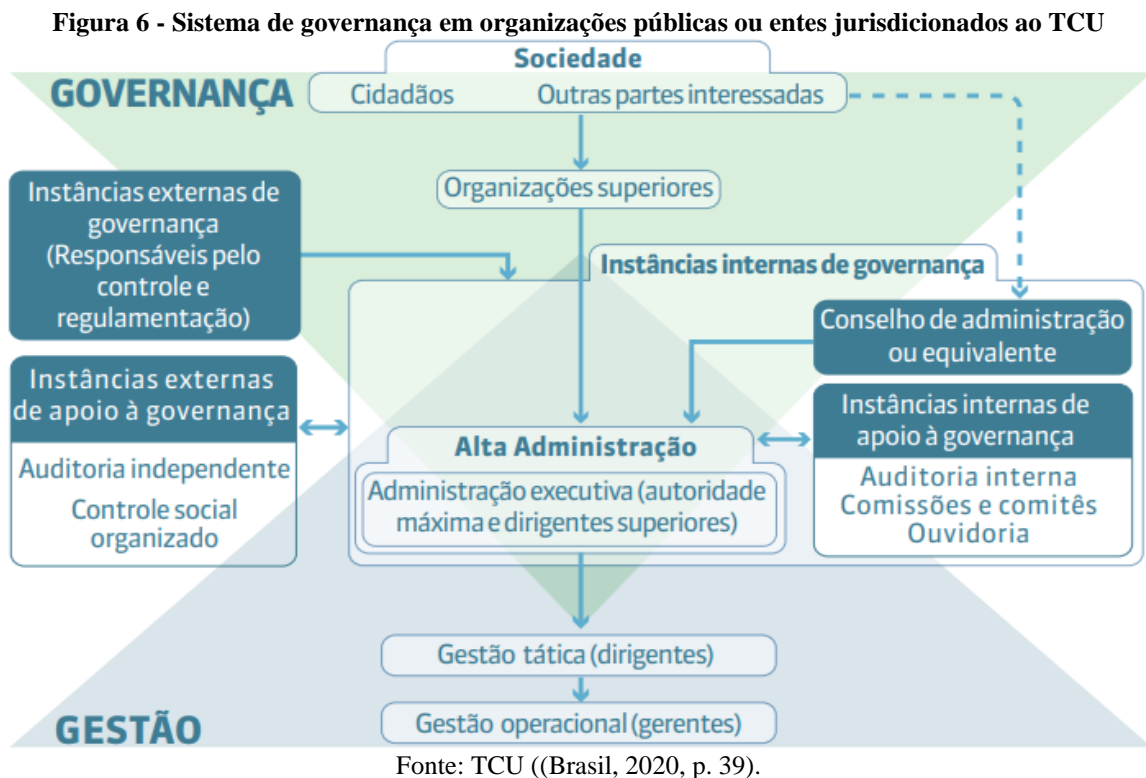 Figura 6 - Sistema de governança em organizações públicas ou entes jurisdicionados ao TCU
Sociedade
GOVERNANÇA
Cidadãos Outras partes interessadas
Organizações superiores
Instâncias externas de
governança
(Responsáveis pelo
controle e
regulamentação)
Instâncias internas de governança
Conselho de administração
ou equivalente
Instâncias externas
de apoio à governança
Auditoria independente
Controle social
organizado
Instâncias internas de
apoio à governança
Auditoria interna
Comissões e comitês
Ouvidoria
Alta Administração
Administração executiva (autoridade
máxima e dirigentes superiores)
Gestão tática (dirigentes)
Gestão operacional (gerentes)
GESTÃO
Fonte: TCU ((Brasil, 2020, p. 39).